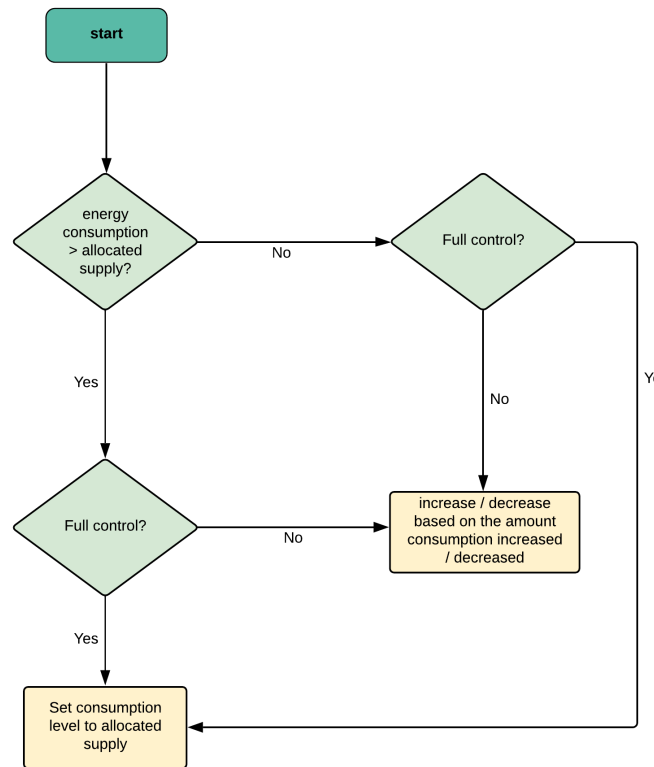 start
energy
consumption
> allocated
supply?
No
Full control?
Yes
No
Full control?
No
increase / decrease
based on the amount
consumption increased
/ decreased
Yes
Set consumption
level to allocated
supply